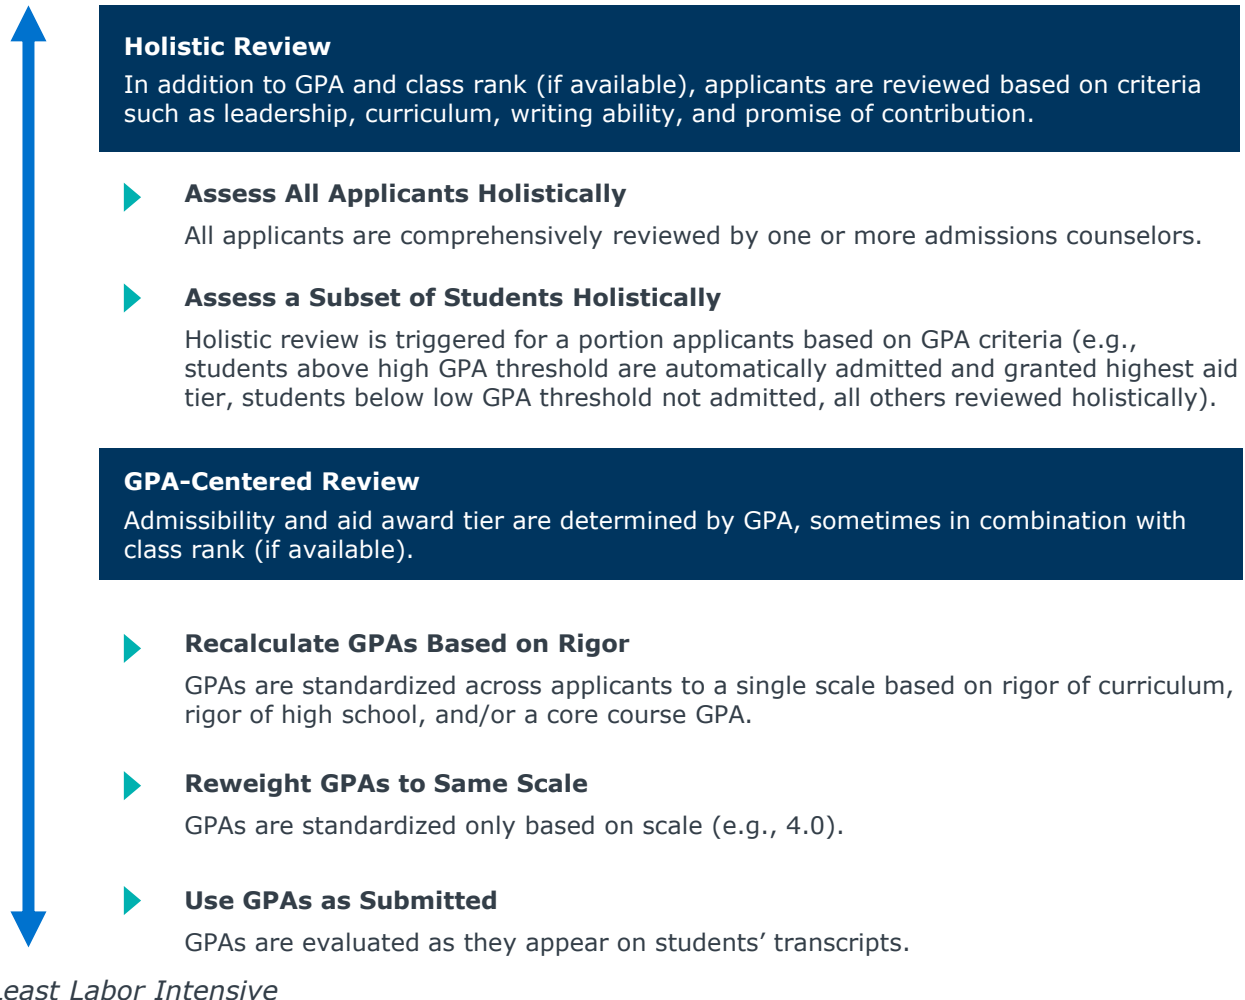 Holistic Review
In addition to GPA and class rank (if available), applicants are reviewed based on criteria
such as leadership, curriculum, writing ability, and promise of contribution.
Assess All Applicants Holistically
All applicants are comprehensively reviewed by one or more admissions counselors.
Assess a Subset of Students Holistically
Holistic review is triggered for a portion applicants based on GPA criteria (e.g.,
students above high GPA threshold are automatically admitted and granted highest aid
tier, students below low GPA threshold not admitted, all others reviewed holistically).
GPA-Centered Review
Admissibility and aid award tier are determined by GPA, sometimes in combination with
class rank (if available).
Recalculate GPAs Based on Rigor
GPAs are standardized across applicants to a single scale based on rigor of curriculum,
rigor of high school, and/or a core course GPA.
Reweight GPAs to Same Scale
GPAs are standardized only based on scale (e.g., 4.0).
Use GPAs as Submitted
GPAs are evaluated as they appear on students’ transcripts.
Least Labor Intensive